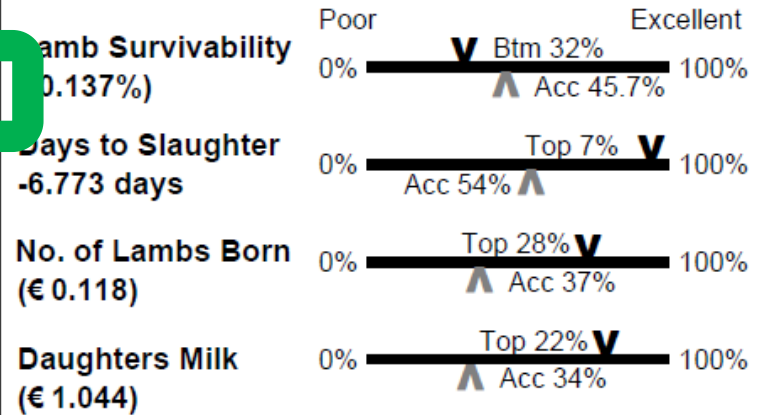 Poor Excellent
amb Survivability
0.137%)
0% Btm 32% 100%
Acc 45.7%
Days to Slaughter
-6.773 days
0% Top 7% 100%
Acc 54%
No. of Lambs Born
(€ 0.118)
0% Top 28% 100%
Acc 37%
Daughters Milk
(€ 1.044)
0% Top 22% 100%
Acc 34%